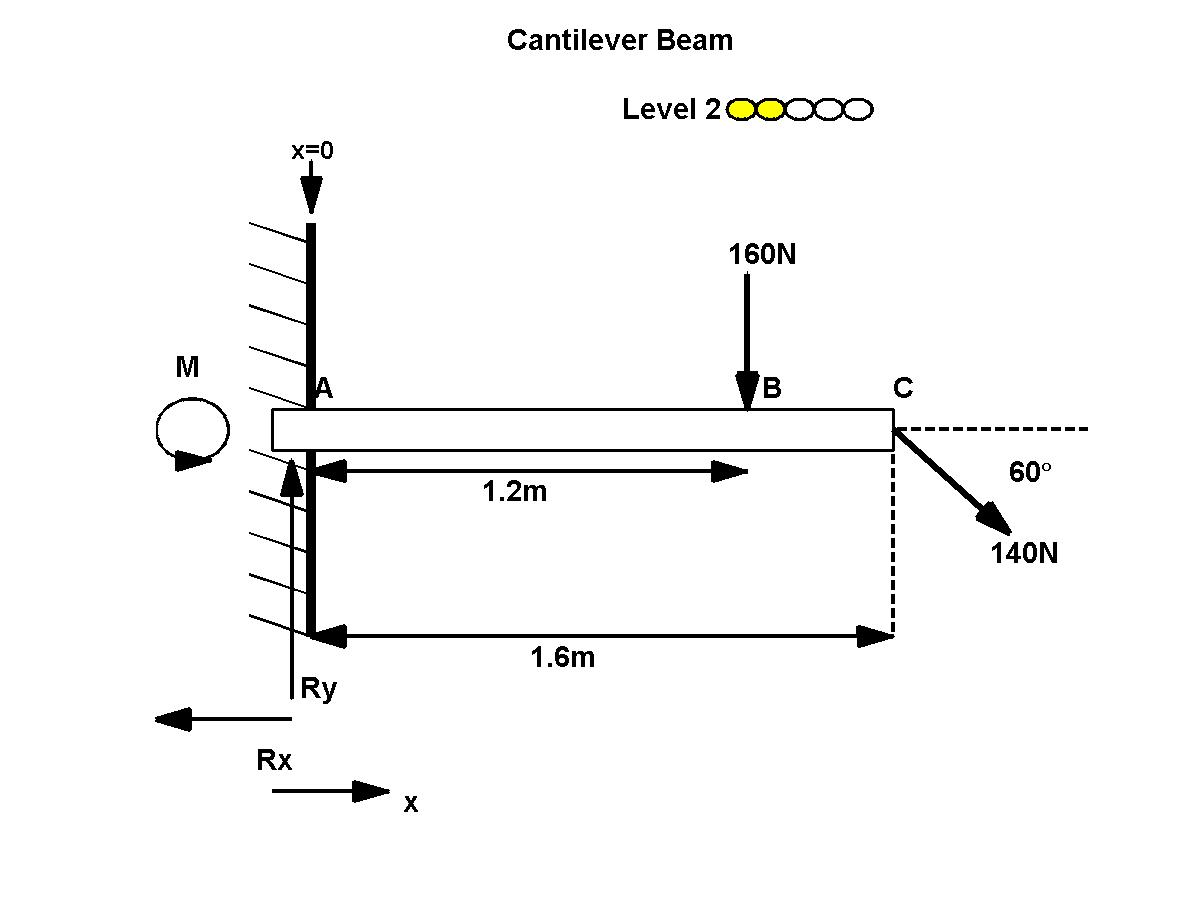 Cantilever Beam
Level 2
x=0
160N
M
A
B
C
60°
1.2m
140N
1.6m
Ry
Rx
x